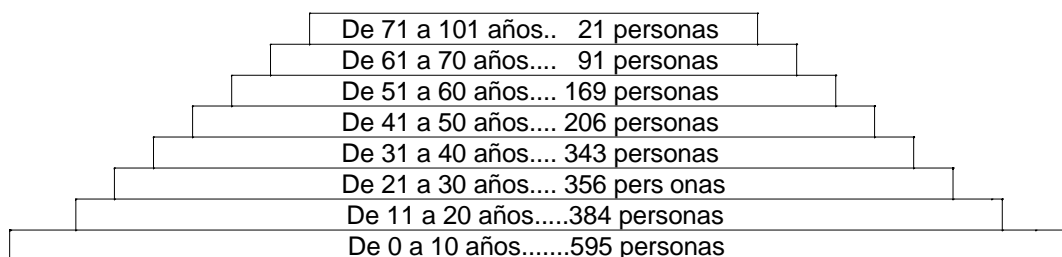 De 71 a 101 años.. 21 personas
De 61 a 70 años.... 91 personas
De 51 a 60 años.... 169 personas
De 41 a 50 años.... 206 personas
De 31 a 40 años.... 343 personas
De 21 a 30 años.... 356 pers onas
De 11 a 20 años.....384 personas
De 0 a 10 años.......595 personas